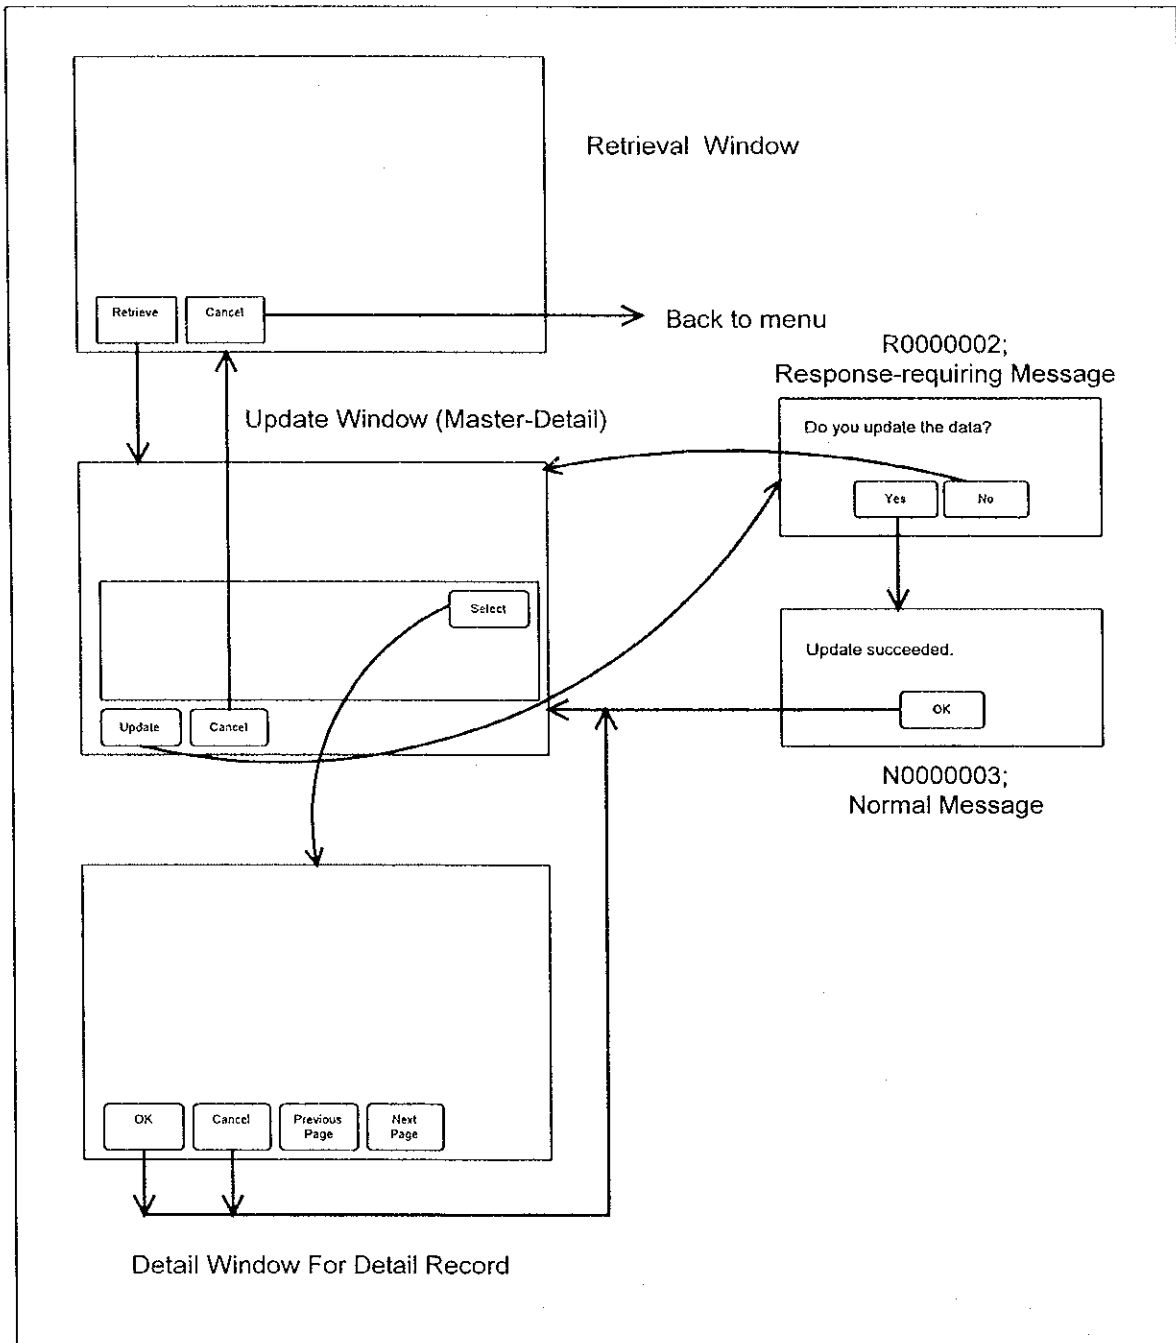 Retrieval Window
Retrieve
Cancel
Back to menu
R0000002;
Response-requiring Message
Update Window (Master-Detail)
Do you update the data?
Yes
No
Select
Update succeeded.
OK
Update
Cancel
N0000003;
Normal Message
OK
Cancel
Previous
Page
Next
Page
Detail Window For Detail Record